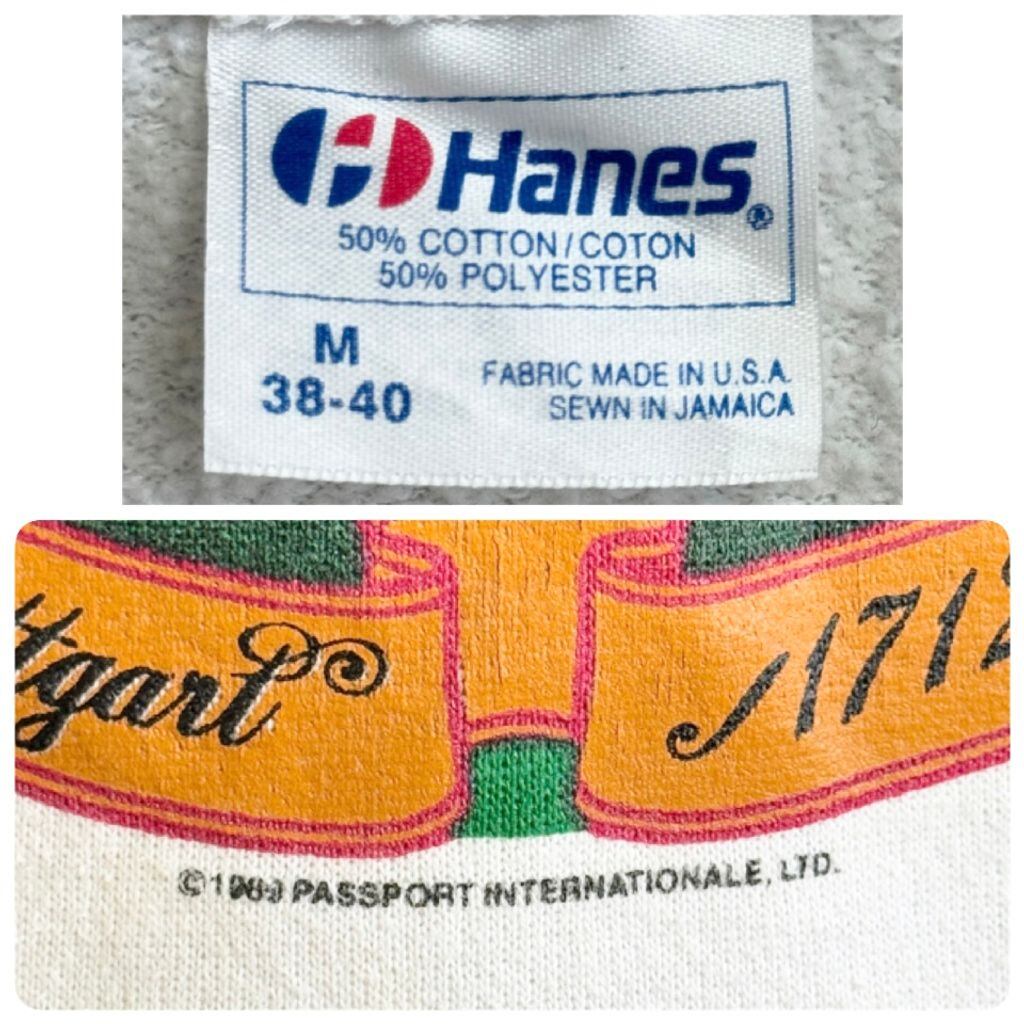 Hanes®
50% COTTON/COTON
50% POLYESTER
M
38-40
FABRIC MADE IN U.S.A.
SEWN IN JAMAICA
ttgart
1712
©1989 PASSPORT INTERNATIONALE, LTD.